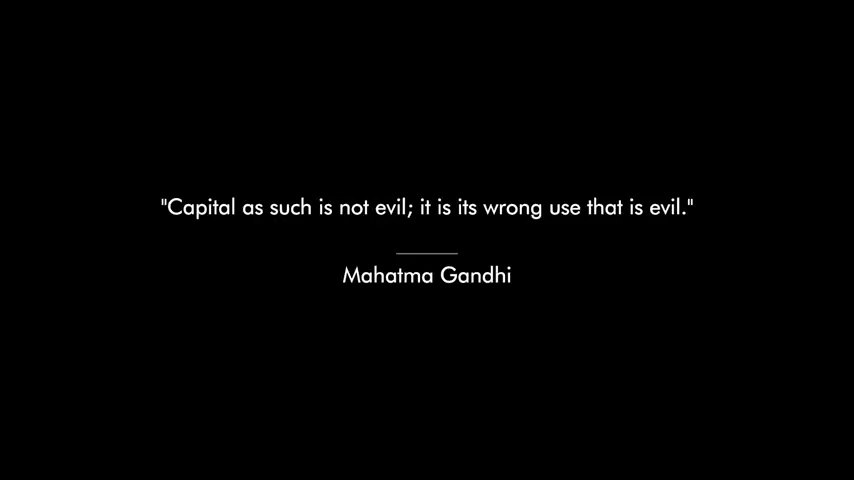 "Capital as such is not evil; it is its wrong use that is evil."
Mahatma Gandhi